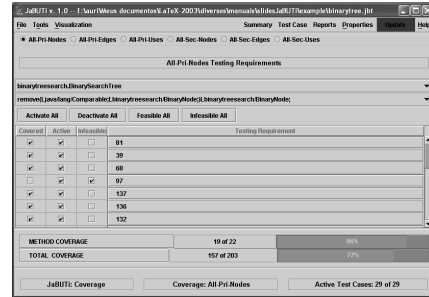 JaBUTi v. 1.0 -- E:\auri\Meus documentos\LaTeX-2003\diversos\manuais\slidesJaBUTi\example\binarytree.jbt
File Tools Visualization Summary Test Case Reports Properties Update Help
All-Pri-Nodes All-Pri-Edges All-Pri-Uses All-Sec-Nodes All-Sec-Edges All-Sec-Uses
All-Pri-Nodes Testing Requirements
binarytreesearch.BinarySearchTree
remove(Ljava/lang/Comparable;Lbinarytreesearch/BinaryNode;)Lbinarytreesearch/BinaryNode;
Activate All Deactivate All Feasible All Infeasible All
Covered Active Infeasible Testing Requirement
81
39
68
97
137
136
132
METHOD COVERAGE 19 of 22 86%
TOTAL COVERAGE 157 of 203 77%
JaBUTi: Coverage Coverage: All-Pri-Nodes Active Test Cases: 29 of 29